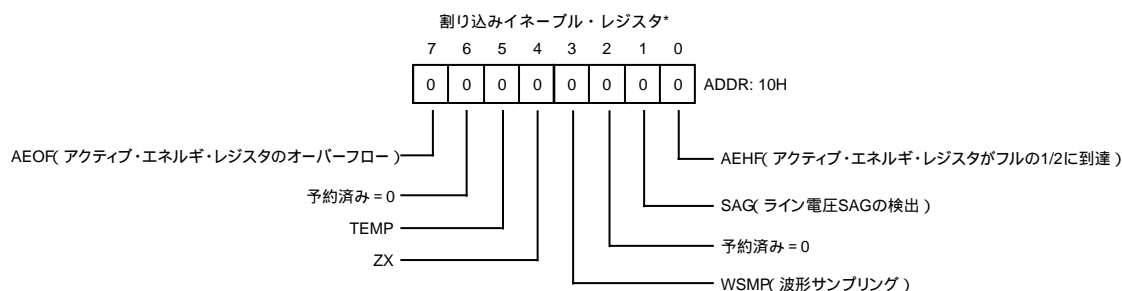 割り込みイネーブル・レジスタ*
7 6 5 4 3 2 1 0
0 0 0 0 0 0 0 0 ADDR: 10H
AEOF(アクティブ・エネルギ・レジスタのオーバーフロー)
AEHF(アクティブ・エネルギ・レジスタがフルの1/2に到達)
予約済み = 0
SAG(ライン電圧SAGの検出)
TEMP
予約済み = 0
ZX
WSMP(波形サンプリング)